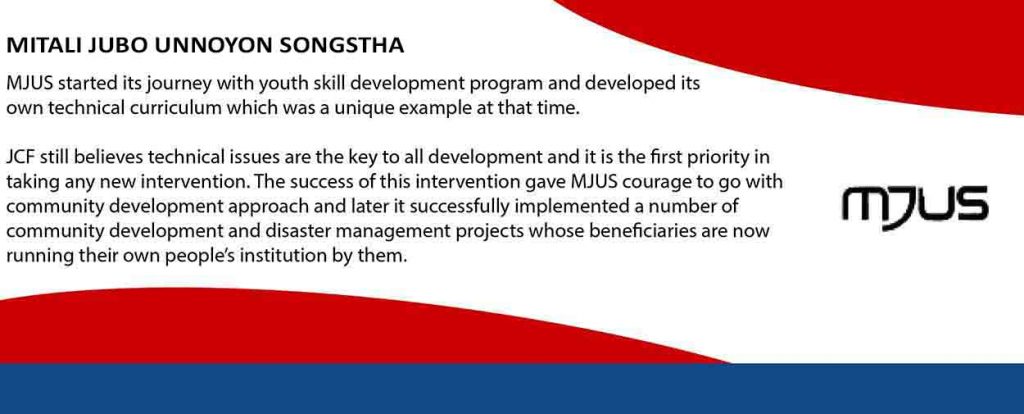 MITALI JUBO UNNOYON SONGSTHA
MJUS started its journey with youth skill development program and developed its
own technical curriculum which was a unique example at that time.
JCF still believes technical issues are the key to all development and it is the first priority in
taking any new intervention. The success of this intervention gave MJUS courage to go with
community development approach and later it successfully implemented a number of
community development and disaster management projects whose beneficiaries are now
running their own people’s institution by them.
MJUS